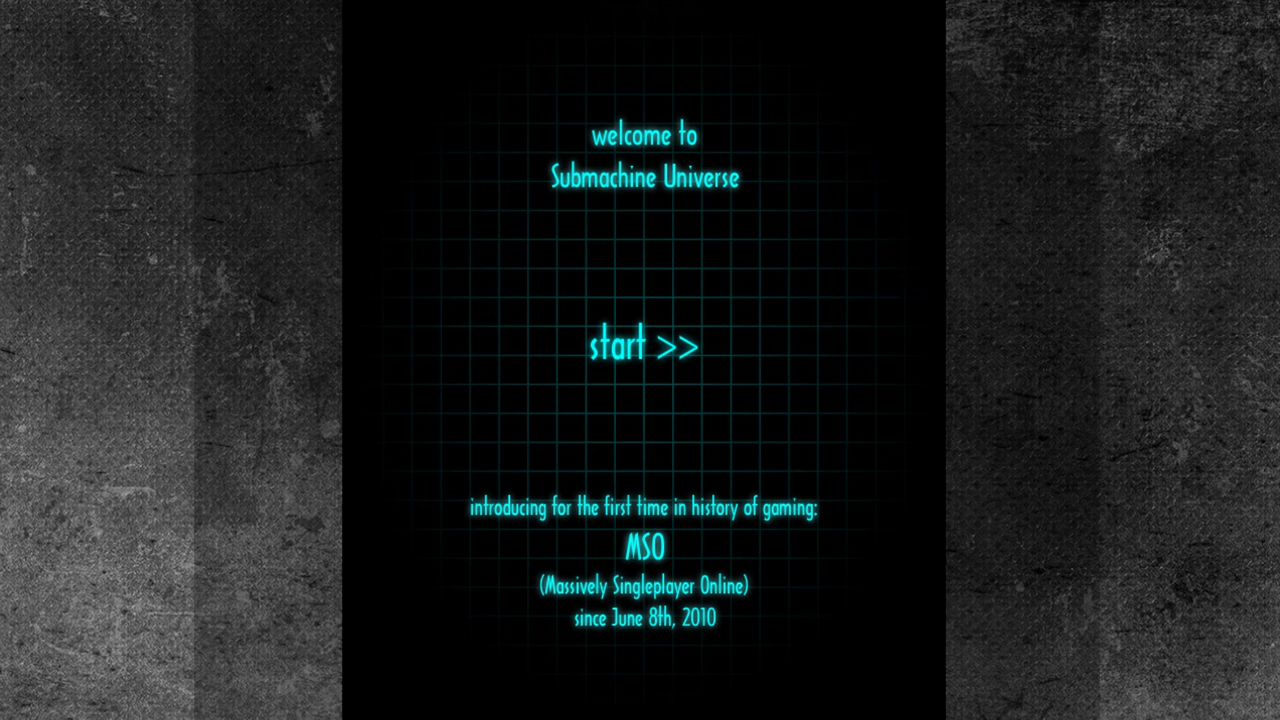 welcome to
Submachine Universe
start >>
introducing for the first time in history of gaming:
MSO
(Massively Singleplayer Online)
since June 8th, 2010